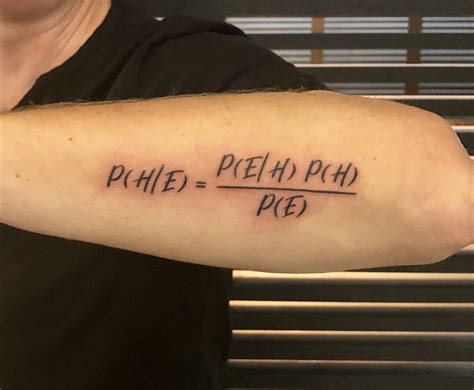 P(H/E) = P(E/H) P(H)
P(E)